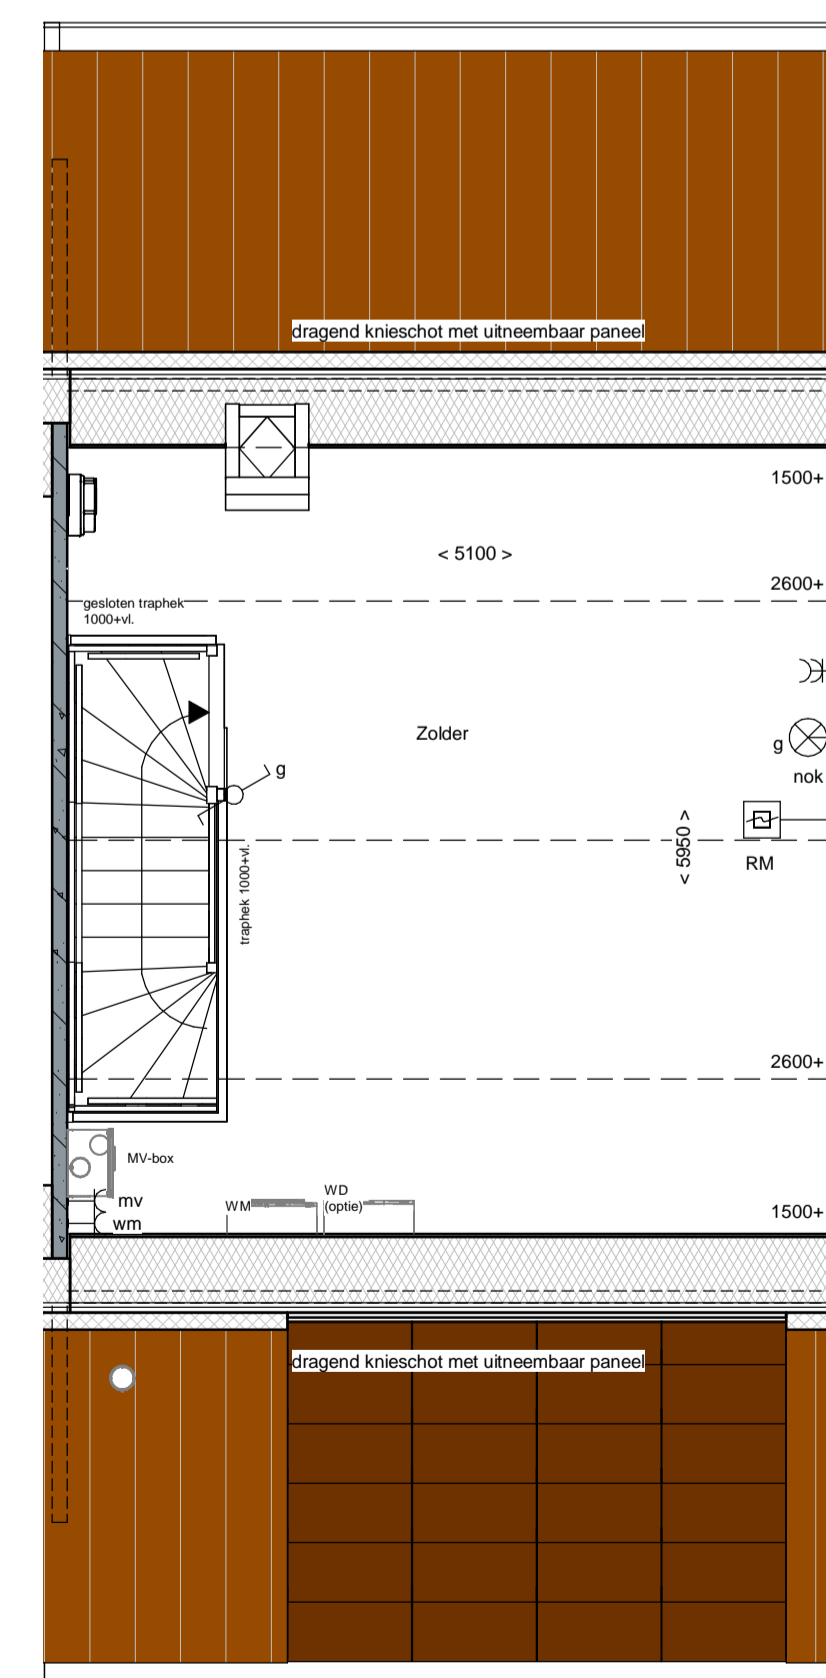 dragend knieschot met uitneembaar paneel
1500+
< 5100 >
2600+
gesloten traphek
1000+vl.
Zolder
g
nok
g
< 5950 >
RM
traphek 1000+vl.
2600+
MV-box
mv
wm
WM
WD
(optie)
1500+
dragend knieschot met uitneembaar paneel